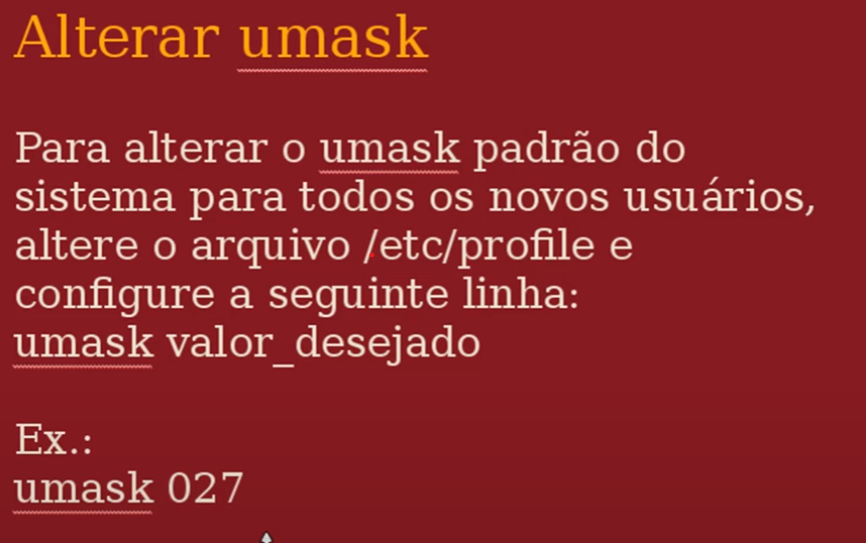 Alterar umask
Para alterar o umask padrão do
sistema para todos os novos usuários,
altere o arquivo /etc/profile e
configure a seguinte linha:
umask valor_desejado
Ex.:
umask 027